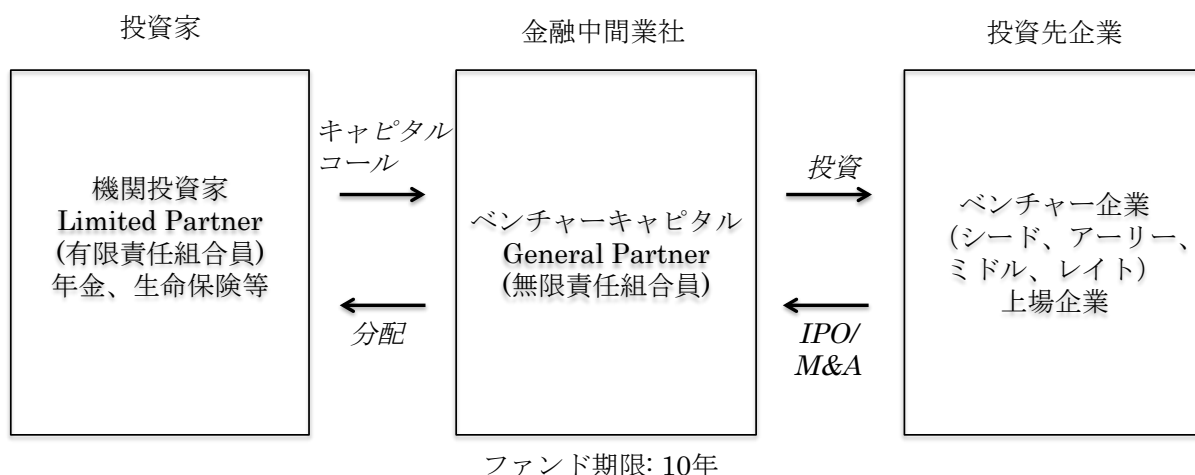 投資家
金融中間業社
投資先企業
機関投資家
Limited Partner
(有限責任組合員)
年金、生命保険等
キャピタル
コール
分配
ベンチャーキャピタル
General Partner
(無限責任組合員)
投資
IPO/
M&A
ベンチャー企業
（シード、アーリー、
ミドル、レイト）
上場企業
ファンド期限: 10年